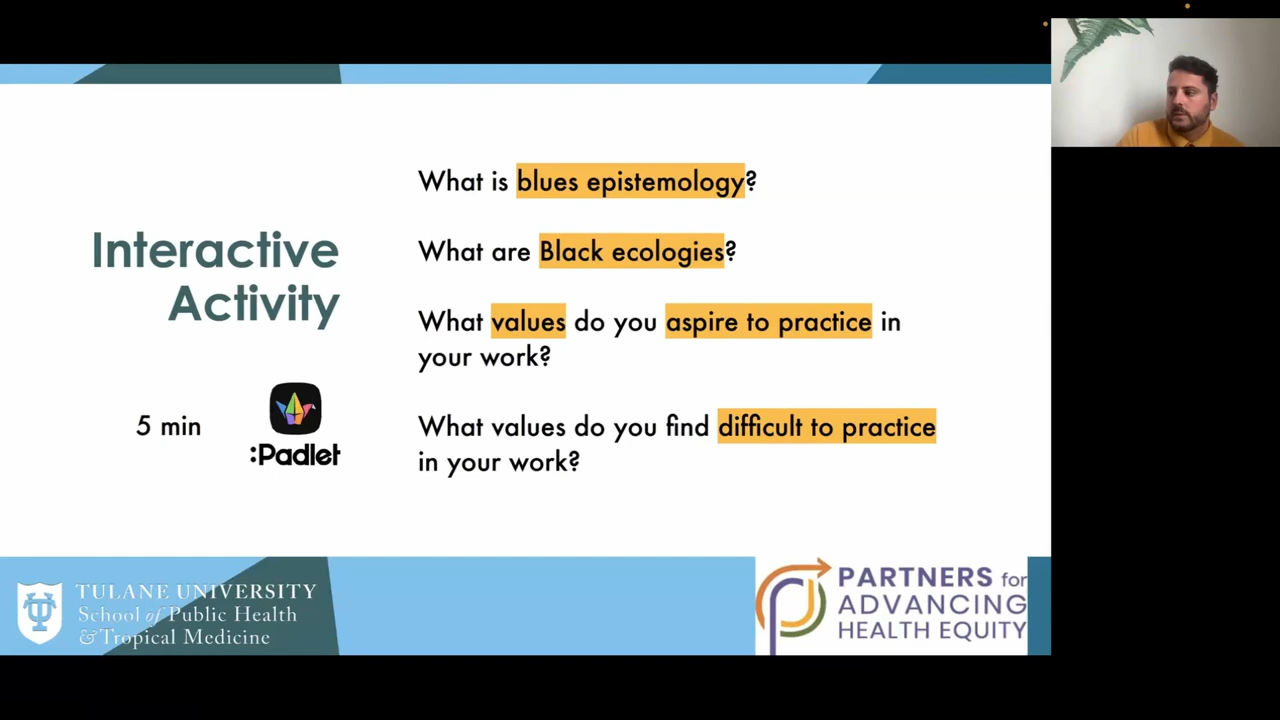 What is blues epistemology?
What are Black ecologies?
What values do you aspire to practice in
your work?
What values do you find difficult to practice
in your work?
Interactive
Activity
5 min
:Padlet
TULANE UNIVERSITY
School of Public Health
& Tropical Medicine
PARTNERS for
ADVANCING
HEALTH EQUITY